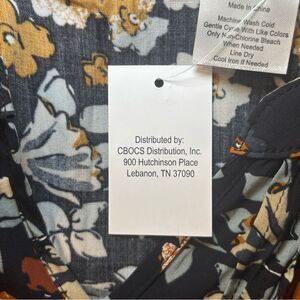 Made in China
Machine Wash Cold
Gentle Cycle With Like Colors
Only Non-Chlorine Bleach
When Needed
Line Dry
Cool Iron If Needed
Distributed by:
CBOCS Distribution, Inc.
900 Hutchinson Place
Lebanon, TN 37090